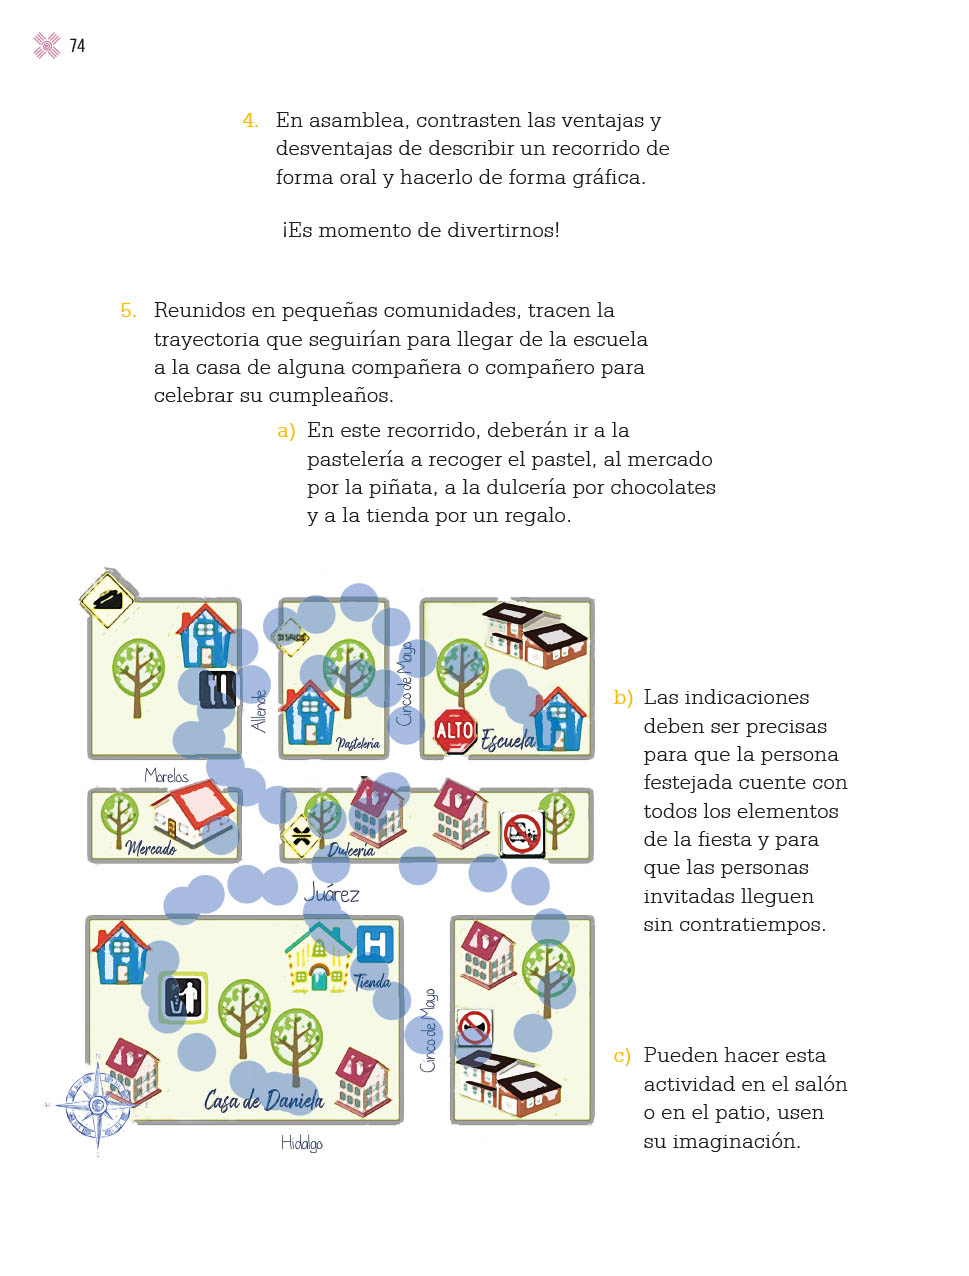 74
4. En asamblea, contrasten las ventajas y
desventajas de describir un recorrido de
forma oral y hacerlo de forma gráfica.
¡Es momento de divertirnos!
5. Reunidos en pequeñas comunidades, tracen la
trayectoria que seguirían para llegar de la escuela
a la casa de alguna compañera o compañero para
celebrar su cumpleaños.
a) En este recorrido, deberán ir a la
pastelería a recoger el pastel, al mercado
por la piñata, a la dulcería por chocolates
y a la tienda por un regalo.
Allende
Cinco de Mayo
Pastelería
ALTO
Escuela
Morelos
Mercado
Dulcería
Juárez
H
Tienda
Cinco de Mayo
Casa de Daniela
Hidalgo
b) Las indicaciones
deben ser precisas
para que la persona
festejada cuente con
todos los elementos
de la fiesta y para
que las personas
invitadas lleguen
sin contratiempos.
c) Pueden hacer esta
actividad en el salón
o en el patio, usen
su imaginación.